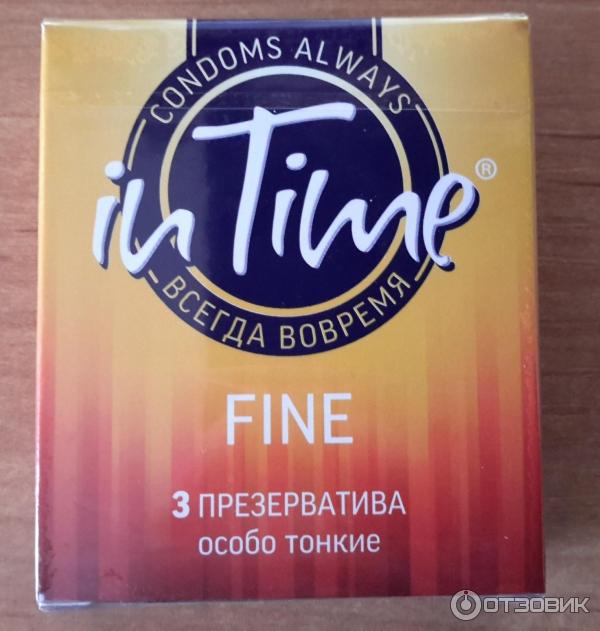 CONDOMS ALWAYS
in Time®
ВСЕГДА ВОВРЕМЯ
FINE
3 ПРЕЗЕРВАТИВА
особо тонкие
ОТЗОВИК